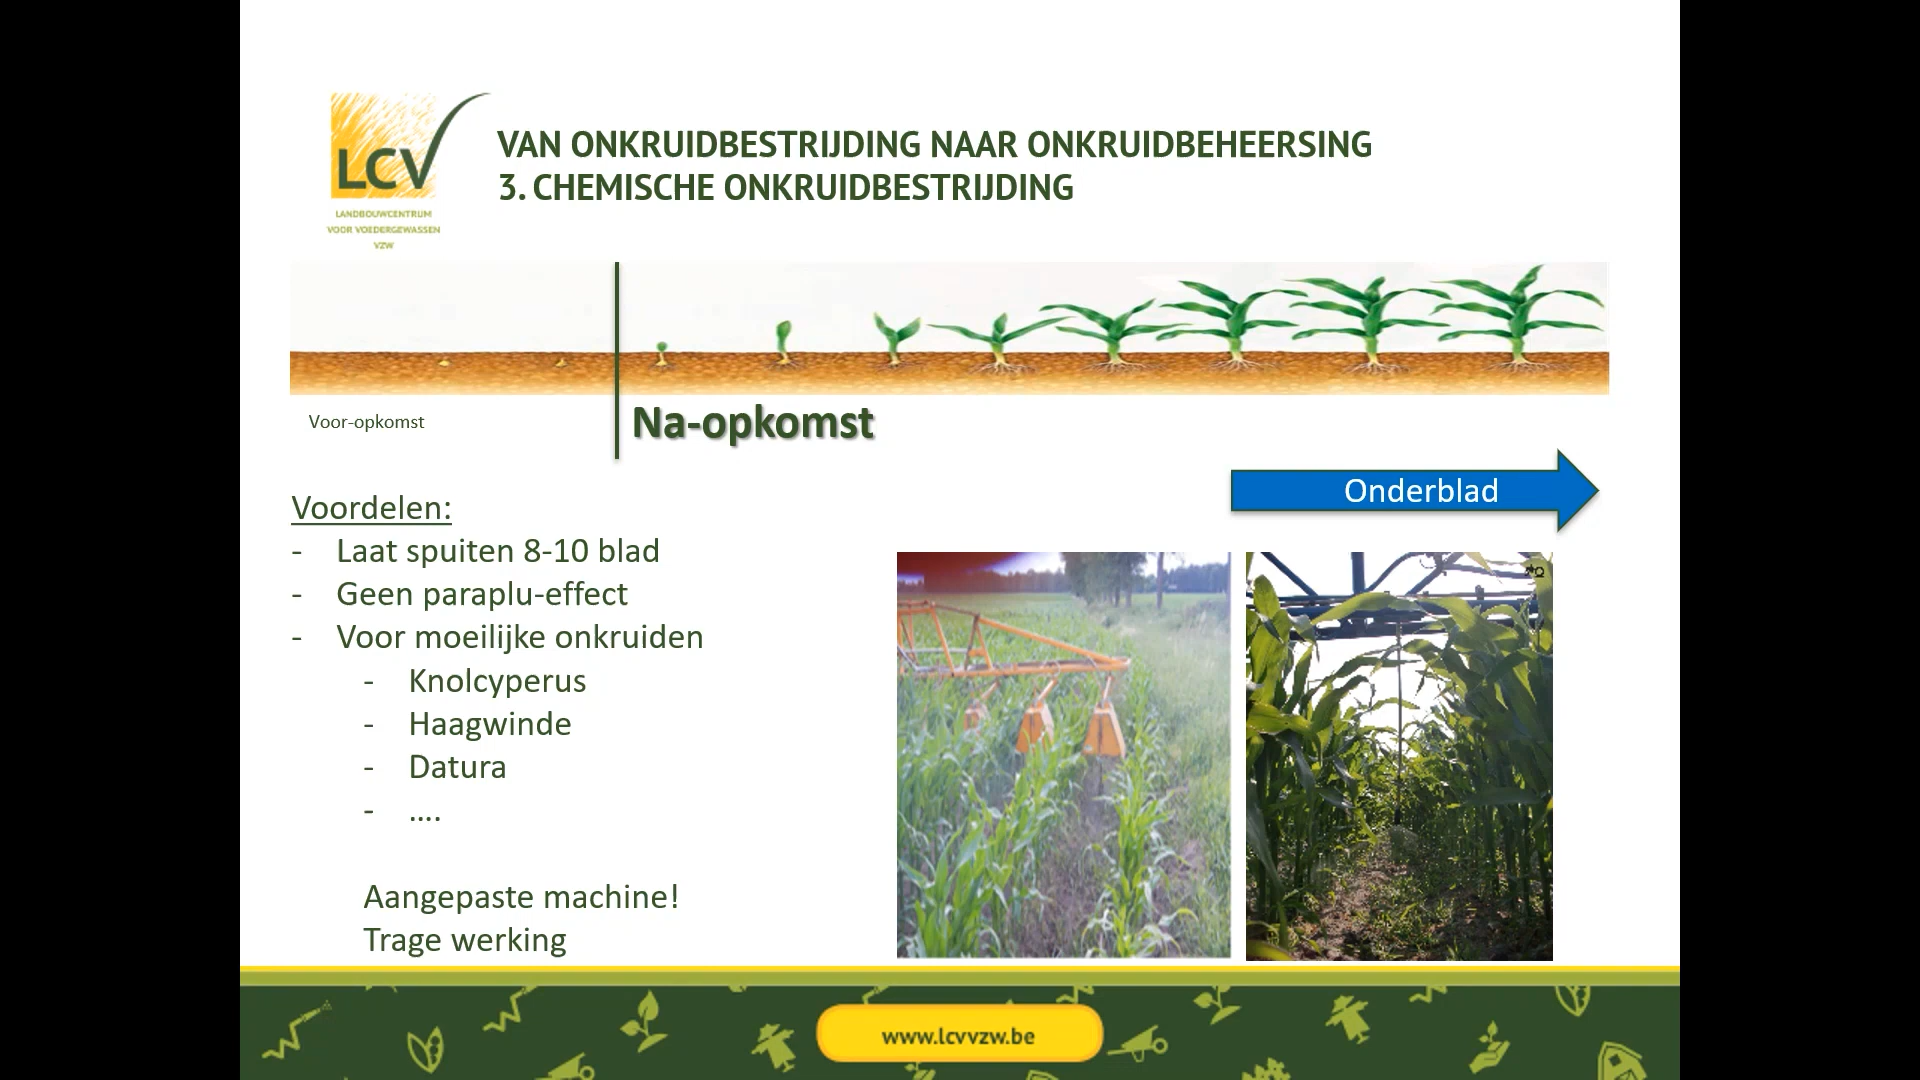 LCV
LANDBOUWCENTRUM
VOOR VOEDERGEWASSEN
VZW
VAN ONKRUIDBESTRIJDING NAAR ONKRUIDBEHEERSING
3. CHEMISCHE ONKRUIDBESTRIJDING
Voor-opkomst
Na-opkomst
Onderblad
Voordelen:
- Laat spuiten 8-10 blad
- Geen paraplu-effect
- Voor moeilijke onkruiden
- Knolcyperus
- Haagwinde
- Datura
- ....
Aangepaste machine!
Trage werking
www.lcvvzw.be